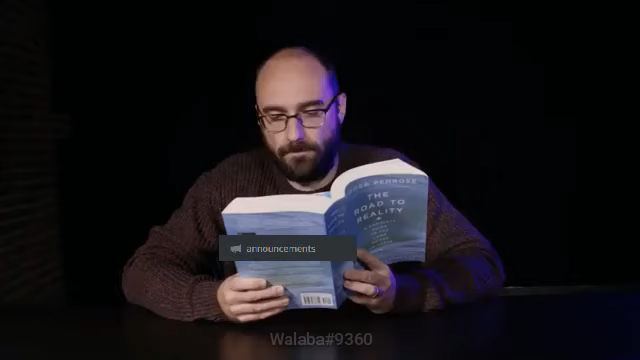 ROGER PENROSE
THE
ROAD TO
REALITY
announcements
Walaba#9360